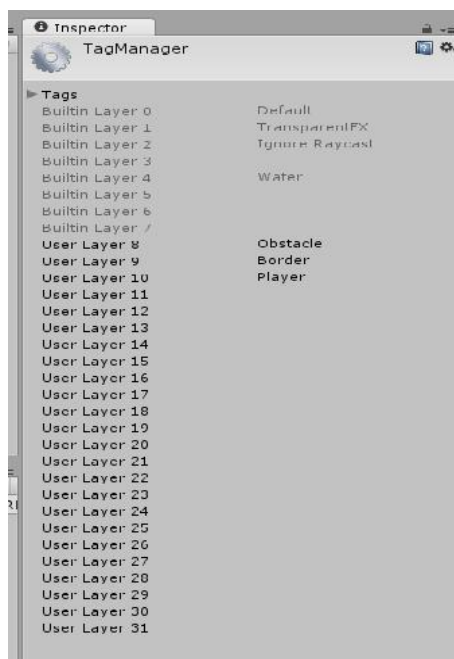 Inspector
TagManager
Tags
Builtin Layer 0 Default
Builtin Layer 1 TransparentFX
Builtin Layer 2 Ignore Raycast
Builtin Layer 3
Builtin Layer 4 Water
Builtin Layer 5
Builtin Layer 6
Builtin Layer 7
User Layer 8 Obstacle
User Layer 9 Border
User Layer 10 Player
User Layer 11
User Layer 12
User Layer 13
User Layer 14
User Layer 15
User Layer 16
User Layer 17
User Layer 18
User Layer 19
User Layer 20
User Layer 21
User Layer 22
User Layer 23
User Layer 24
User Layer 25
User Layer 26
User Layer 27
User Layer 28
User Layer 29
User Layer 30
User Layer 31